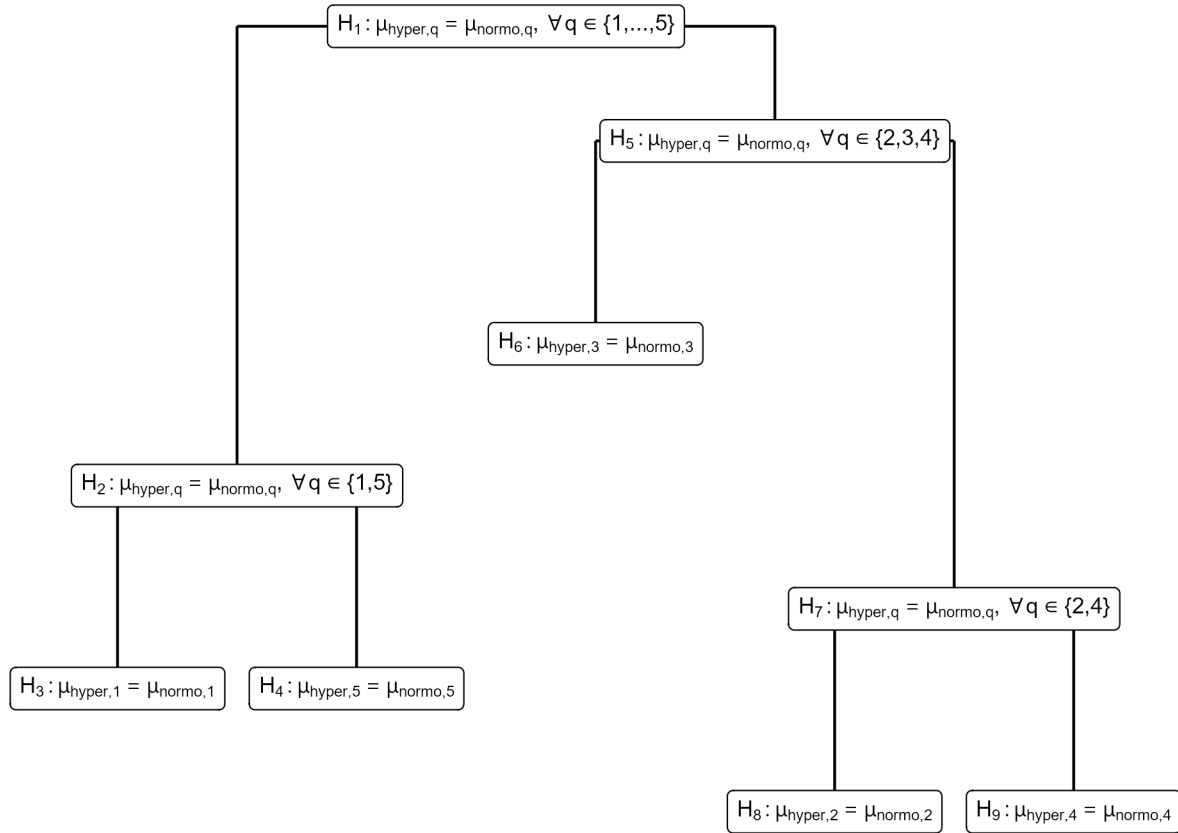 H₁: μhyper,q = μnormo,q, ∀q ∈ {1,...,5}
H₅: μhyper,q = μnormo,q, ∀q ∈ {2,3,4}
H₆: μhyper,3 = μnormo,3
H₂: μhyper,q = μnormo,q, ∀q ∈ {1,5}
H₇: μhyper,q = μnormo,q, ∀q ∈ {2,4}
H₃: μhyper,1 = μnormo,1
H₄: μhyper,5 = μnormo,5
H₈: μhyper,2 = μnormo,2
H₉: μhyper,4 = μnormo,4